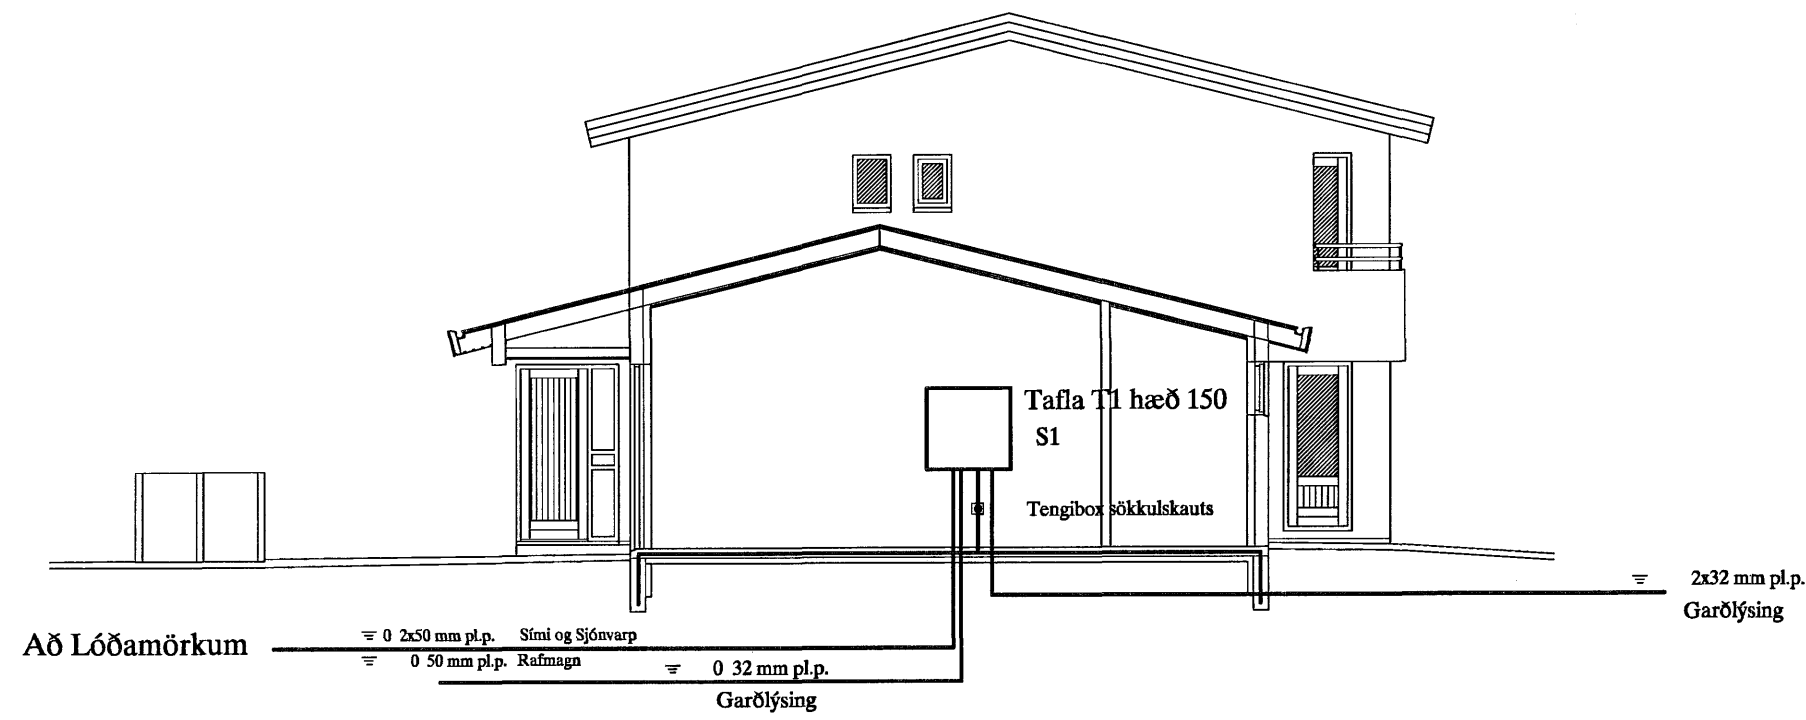 Tafla T1 hæð 150
S1
Tengibox sökkulskauts
2x32 mm pl.p.
Garðlýsing
Að Lóðamörkum
0 2x50 mm pl.p. Sími og Sjónvarp
0 50 mm pl.p. Rafmagn
0 32 mm pl.p.
Garðlýsing